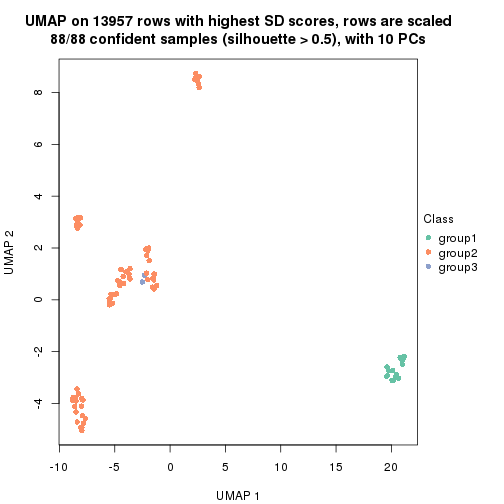 UMAP on 13957 rows with highest SD scores, rows are scaled
88/88 confident samples (silhouette > 0.5), with 10 PCs
8
6
4
2
0
-2
-4
UMAP 2
-10
-5
0
5
10
15
20
UMAP 1
Class
group1
group2
group3